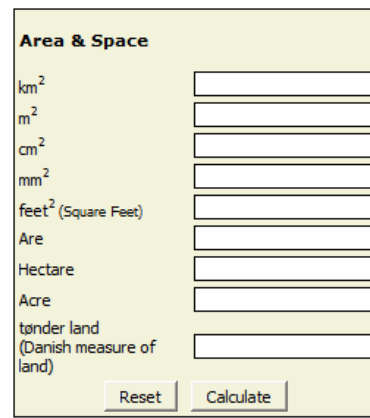 Area & Space
km²
m²
cm²
mm²
feet² (Square Feet)
Are
Hectare
Acre
tønder land
(Danish measure of
land)
Reset Calculate